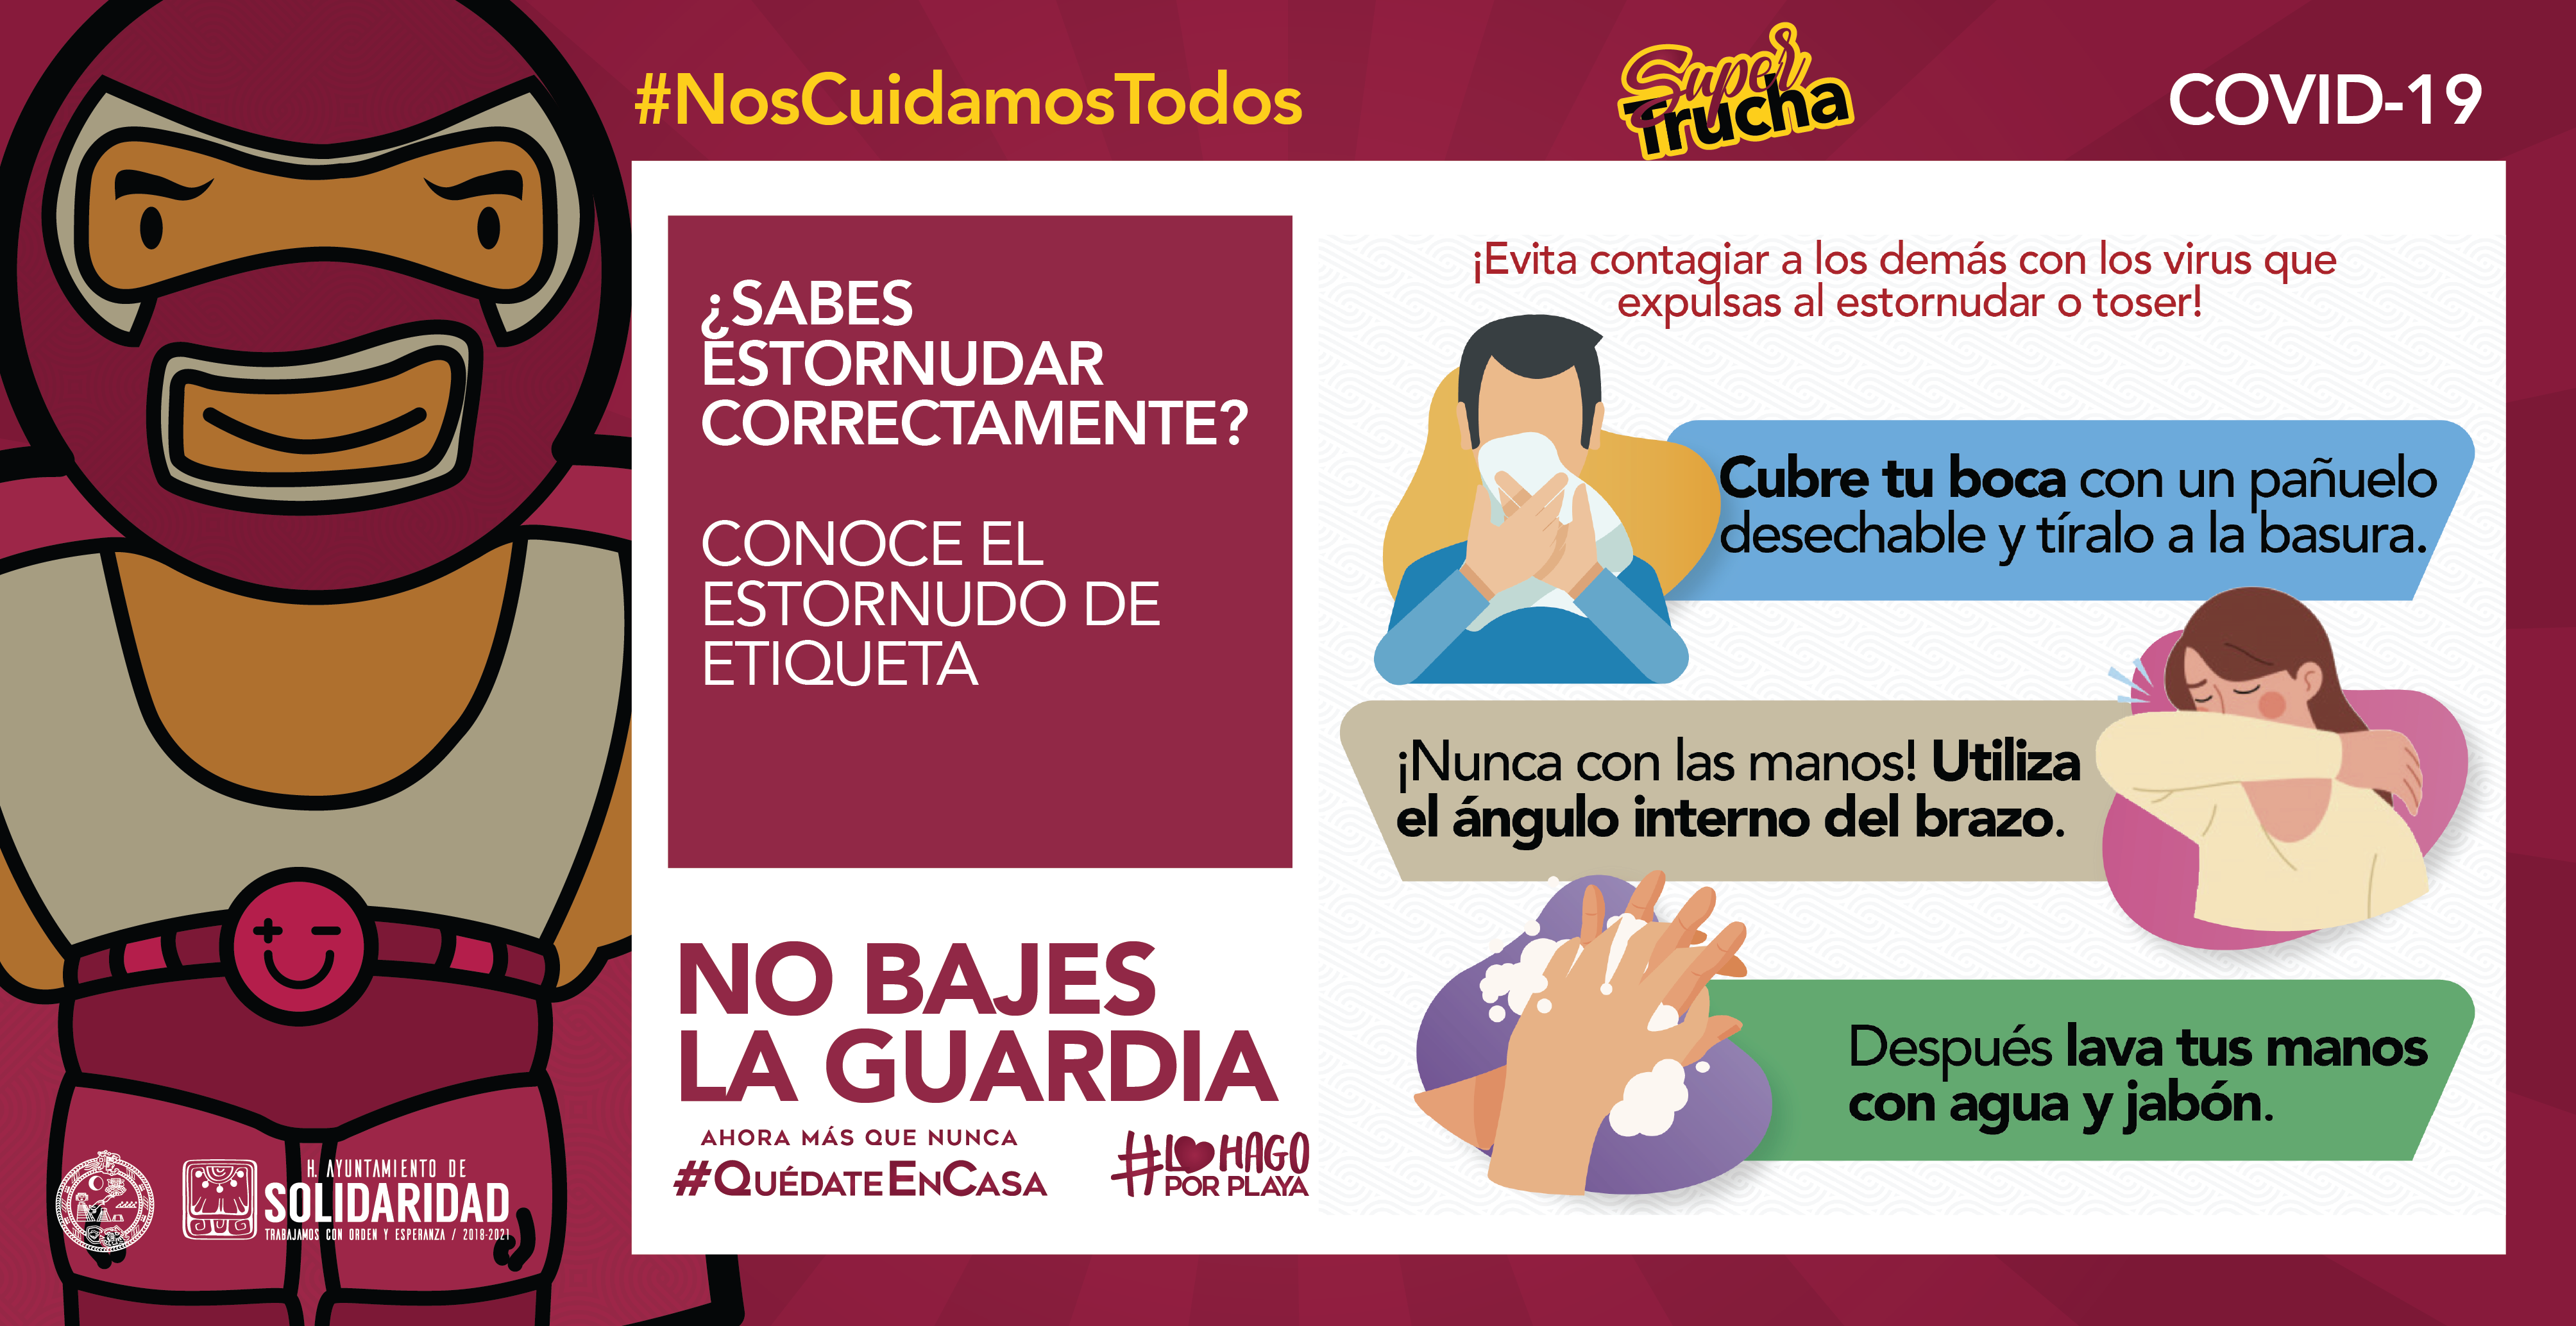 #NosCuidamosTodos
Super
Trucha
COVID-19
¿SABES
ESTORNUDAR
CORRECTAMENTE?
CONOCE EL
ESTORNUDO DE
ETIQUETA
NO BAJES
LA GUARDIA
AHORA MÁS QUE NUNCA
#QUÉDATEENCASA
#LO HAGO
POR PLAYA
¡Evita contagiar a los demás con los virus que
expulsas al estornudar o toser!
Cubre tu boca con un pañuelo
desechable y tíralo a la basura.
¡Nunca con las manos! Utiliza
el ángulo interno del brazo.
Después lava tus manos
con agua y jabón.
H. AYUNTAMIENTO DE
SOLIDARIDAD
TRABAJAMOS CON ORDEN Y ESPERANZA / 2018-2021